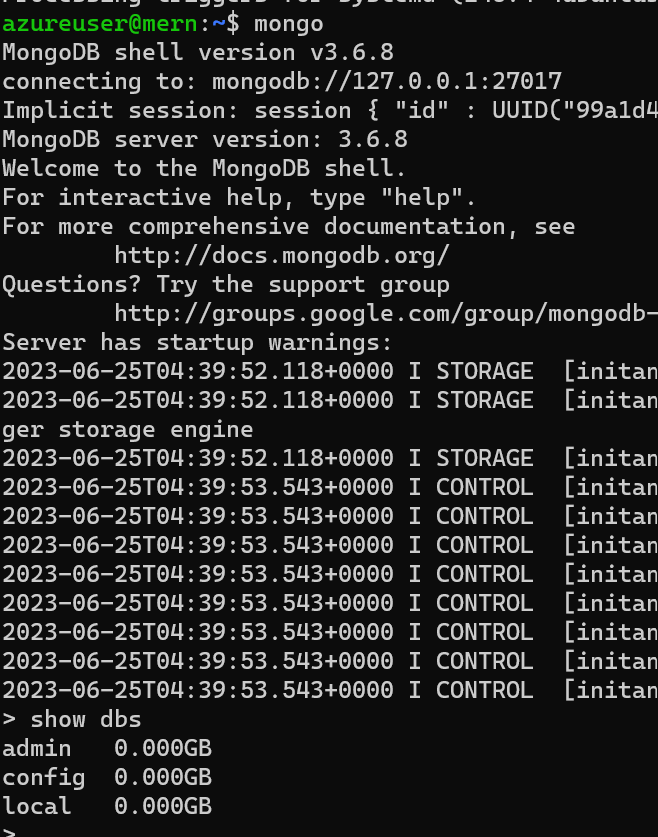 azureuser@mern:~$ mongo
MongoDB shell version v3.6.8
connecting to: mongodb://127.0.0.1:27017
Implicit session: session { "id" : UUID("99a1d4
MongoDB server version: 3.6.8
Welcome to the MongoDB shell.
For interactive help, type "help".
For more comprehensive documentation, see
http://docs.mongodb.org/
Questions? Try the support group
http://groups.google.com/group/mongodb-
Server has startup warnings:
2023-06-25T04:39:52.118+0000 I STORAGE  [initan
2023-06-25T04:39:52.118+0000 I STORAGE  [initan
ger storage engine
2023-06-25T04:39:52.118+0000 I STORAGE  [initan
2023-06-25T04:39:53.543+0000 I CONTROL  [initan
2023-06-25T04:39:53.543+0000 I CONTROL  [initan
2023-06-25T04:39:53.543+0000 I CONTROL  [initan
2023-06-25T04:39:53.543+0000 I CONTROL  [initan
2023-06-25T04:39:53.543+0000 I CONTROL  [initan
2023-06-25T04:39:53.543+0000 I CONTROL  [initan
2023-06-25T04:39:53.543+0000 I CONTROL  [initan
2023-06-25T04:39:53.543+0000 I CONTROL  [initan
> show dbs
admin   0.000GB
config  0.000GB
local   0.000GB
>